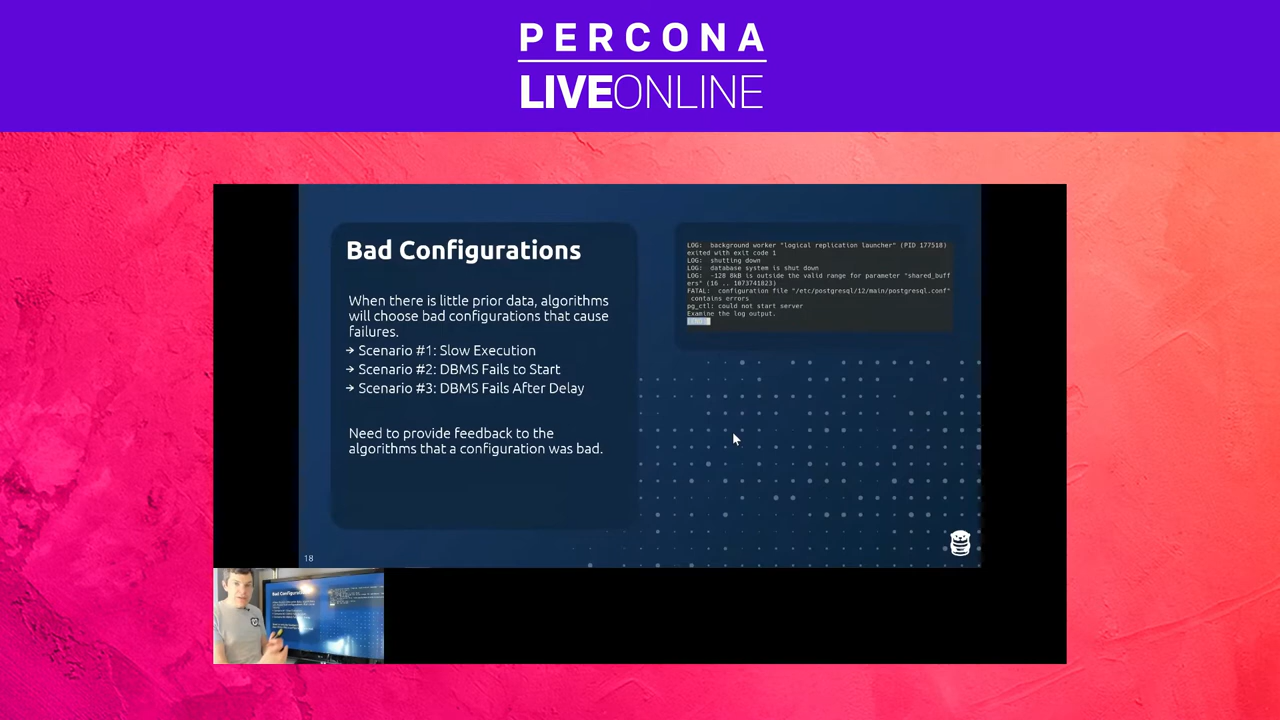 PERCONA
LIVEONLINE
Bad Configurations
When there is little prior data, algorithms
will choose bad configurations that cause
failures.
→ Scenario #1: Slow Execution
→ Scenario #2: DBMS Fails to Start
→ Scenario #3: DBMS Fails After Delay
Need to provide feedback to the
algorithms that a configuration was bad.
LOG:  background worker "logical replication launcher" (PID 177518)
exited with exit code 1
LOG:  shutting down
LOG:  database system is shut down
LOG:  -128 8kB is outside the valid range for parameter "shared_buff
ers" (16 .. 1073741823)
FATAL:  configuration file "/etc/postgresql/12/main/postgresql.conf"
contains errors
pg_ctl: could not start server
Examine the log output.
18
Bad Configurations